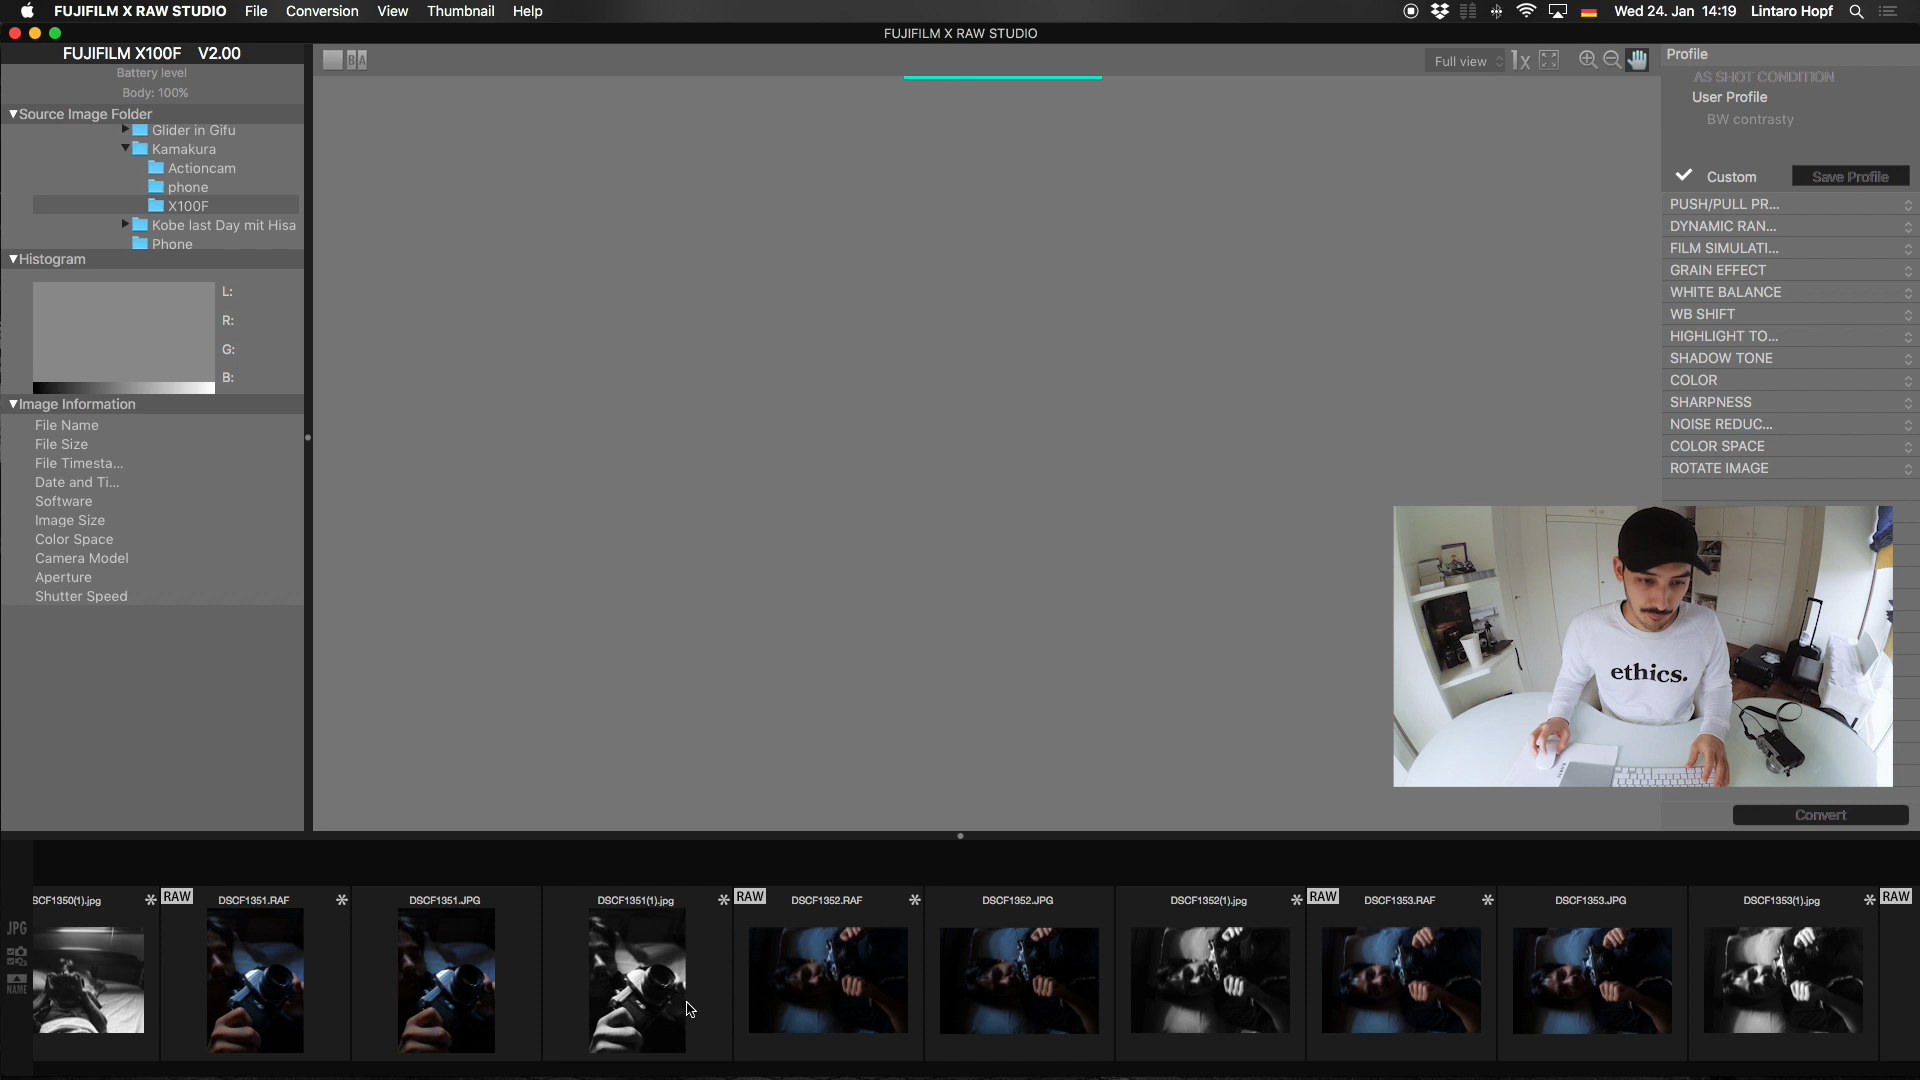 FUJIFILM X RAW STUDIO File Conversion View Thumbnail Help Wed 24. Jan 14:19 Lintaro Hopf
FUJIFILM X RAW STUDIO
FUJIFILM X100F V2.00
Battery level
Body: 100%
▼Source Image Folder
Glider in Gifu
Kamakura
Actioncam
phone
X100F
Kobe last Day mit Hisa
Phone
▼Histogram
L:
R:
G:
B:
▼Image Information
File Name
File Size
File Timesta...
Date and Ti...
Software
Image Size
Color Space
Camera Model
Aperture
Shutter Speed
B A
Full view 1x
Profile
AS SHOT CONDITION
User Profile
BW contrasty
Custom Save Profile
PUSH/PULL PR...
DYNAMIC RAN...
FILM SIMULATI...
GRAIN EFFECT
WHITE BALANCE
WB SHIFT
HIGHLIGHT TO...
SHADOW TONE
COLOR
SHARPNESS
NOISE REDUC...
COLOR SPACE
ROTATE IMAGE
ethics.
Convert
SCF1350(1).jpg RAW DSCF1351.RAF DSCF1351.JPG DSCF1351(1).jpg RAW DSCF1352.RAF DSCF1352.JPG DSCF1352(1).jpg RAW DSCF1353.RAF DSCF1353.JPG DSCF1353(1).jpg RAW
JPG
NAME